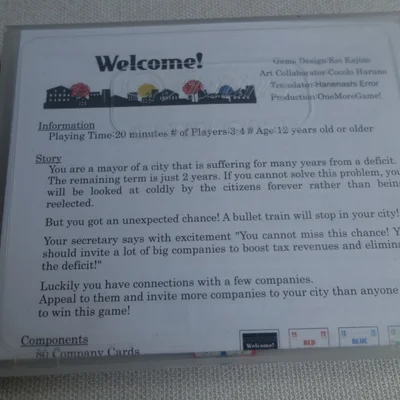 Welcome!
Game Design:Kei Kajino
Art Collaborator:Cocolo Harano
Translator:Hanenashi Error
Production:OneMoreGame!
Information
Playing Time:20 minutes # of Players:3-4 # Age:12 years old or older
Story
You are a mayor of a city that is suffering for many years from a deficit.
The remaining term is just 2 years. If you cannot solve this problem, you
will be looked at coldly by the citizens forever rather than being
reelected.
But you got an unexpected chance! A bullet train will stop in your city!
Your secretary says with excitement "You cannot miss this chance! Y
should invite a lot of big companies to boost tax revenues and elimina
the deficit!"
Luckily you have connections with a few companies.
Appeal to them and invite more companies to your city than anyone
to win this game!
Components
80 Company Cards
Welcome!
RED
BLUE